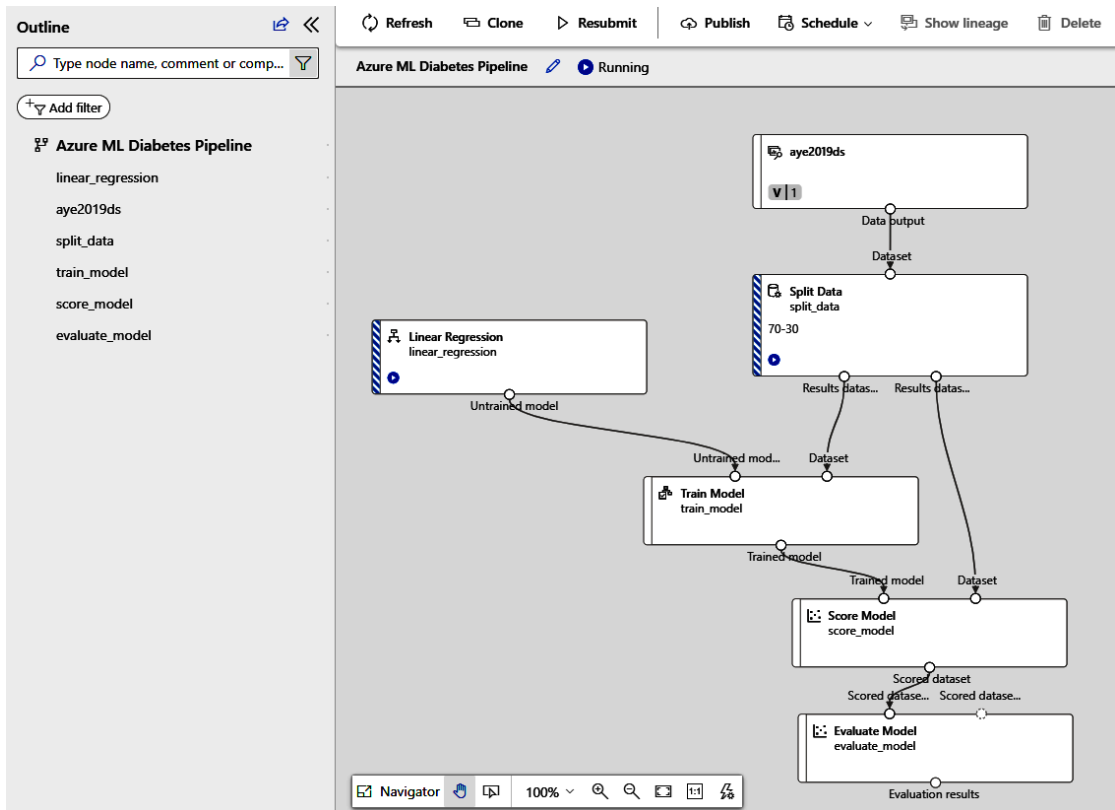 Outline
Type node name, comment or comp...
Add filter
Azure ML Diabetes Pipeline
linear_regression
aye2019ds
split_data
train_model
score_model
evaluate_model
Refresh Clone Resubmit Publish Schedule Show lineage Delete
Azure ML Diabetes Pipeline Running
aye2019ds
V 1
Data output
Dataset
Split Data
split_data
70-30
Results datas... Results datas...
Linear Regression
linear_regression
Untrained model
Untrained mod... Dataset
Train Model
train_model
Trained model
Trained model Dataset
Score Model
score_model
Scored dataset
Scored datase... Scored datase...
Evaluate Model
evaluate_model
Evaluation results
Navigator 100% 1:1